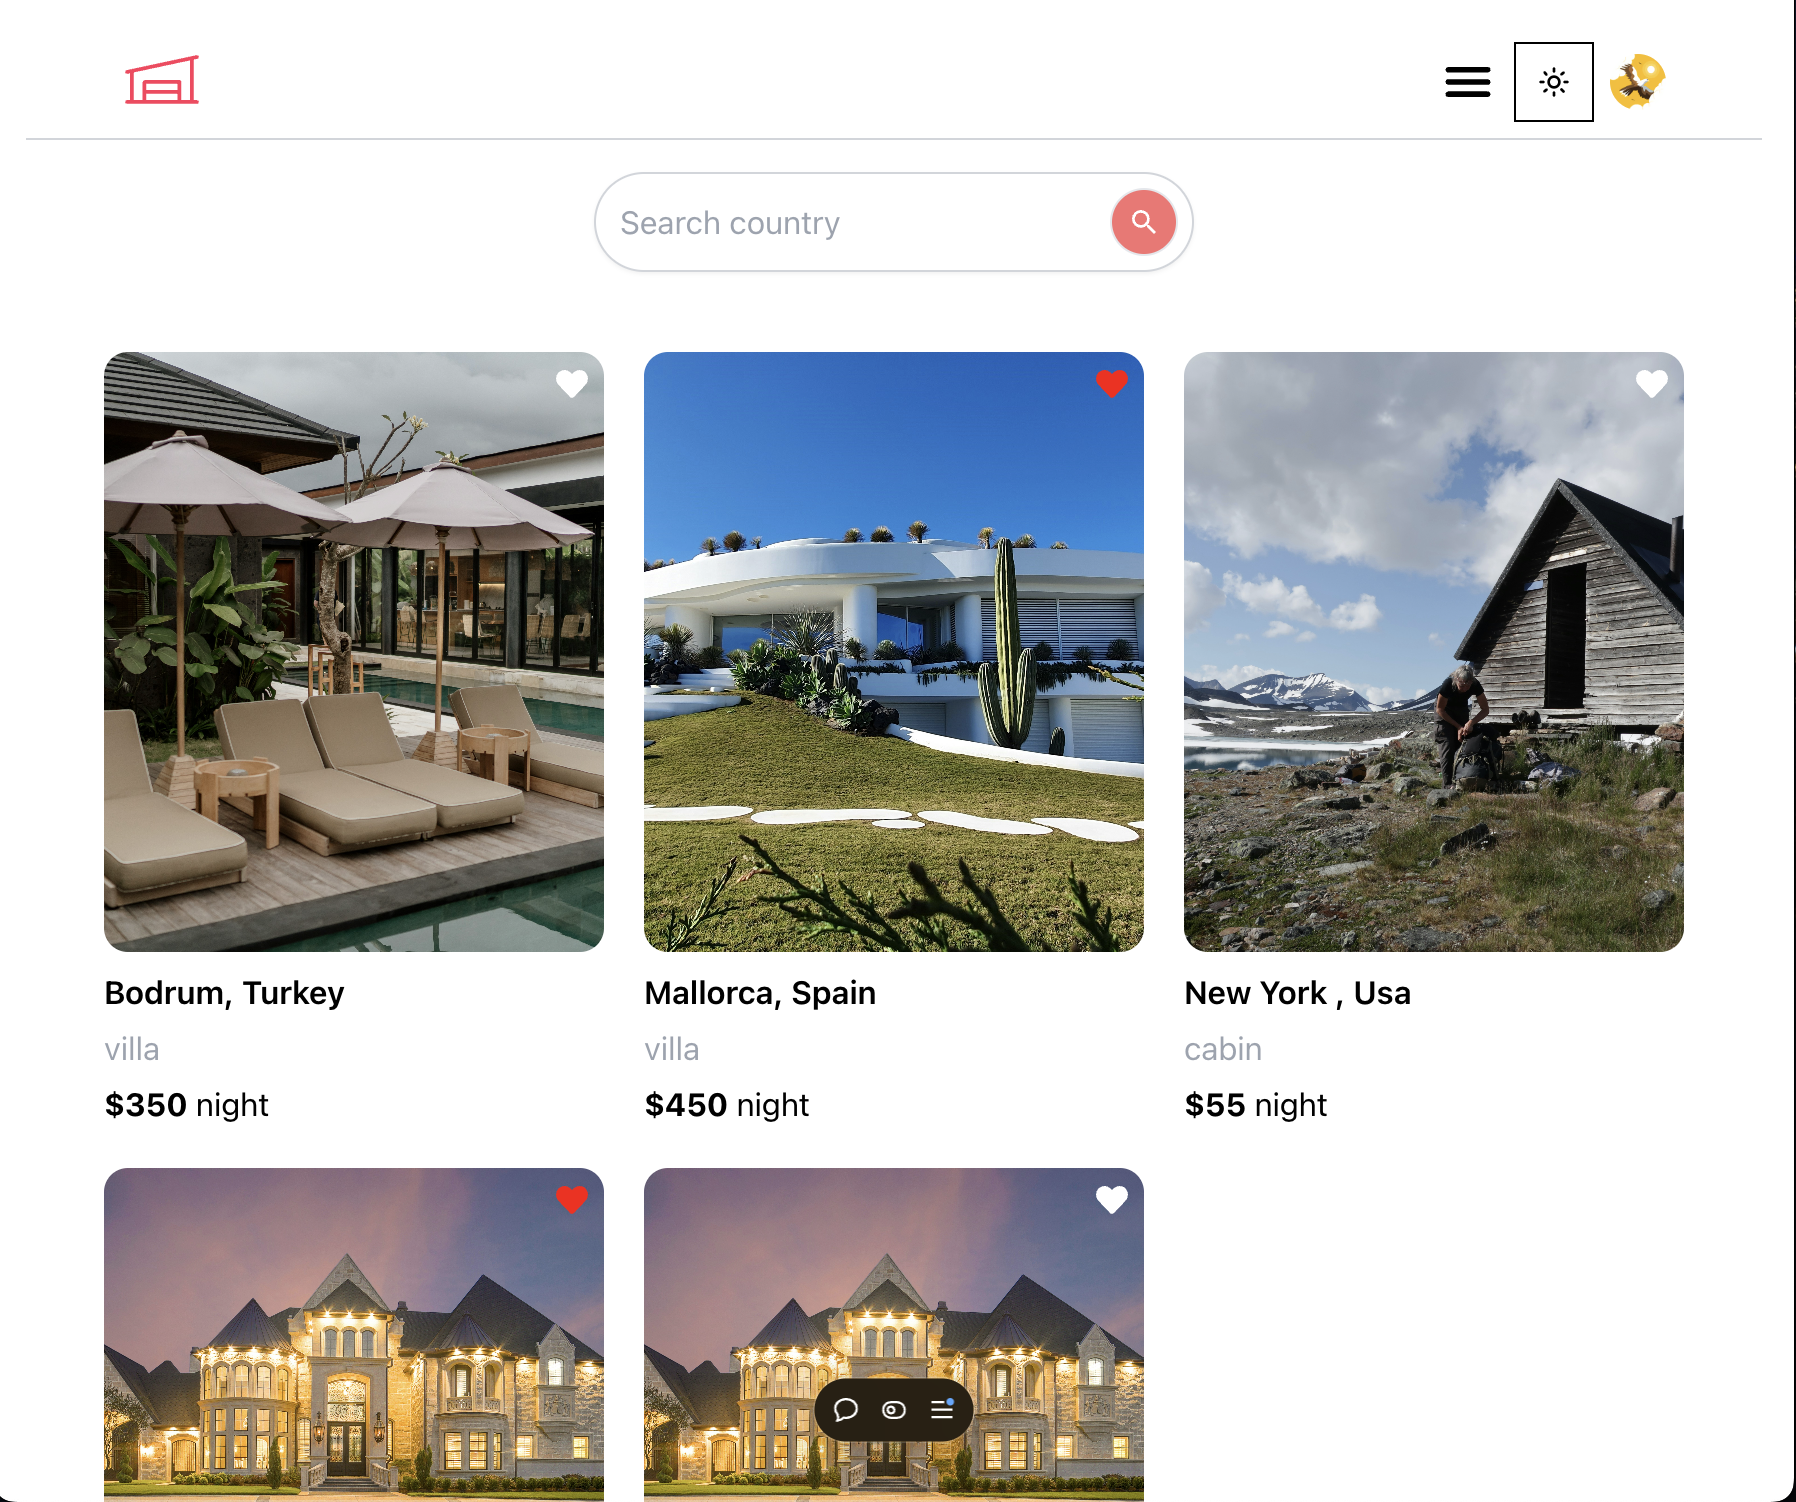 Search country
Bodrum, Turkey
villa
$350 night
Mallorca, Spain
villa
$450 night
New York , Usa
cabin
$55 night